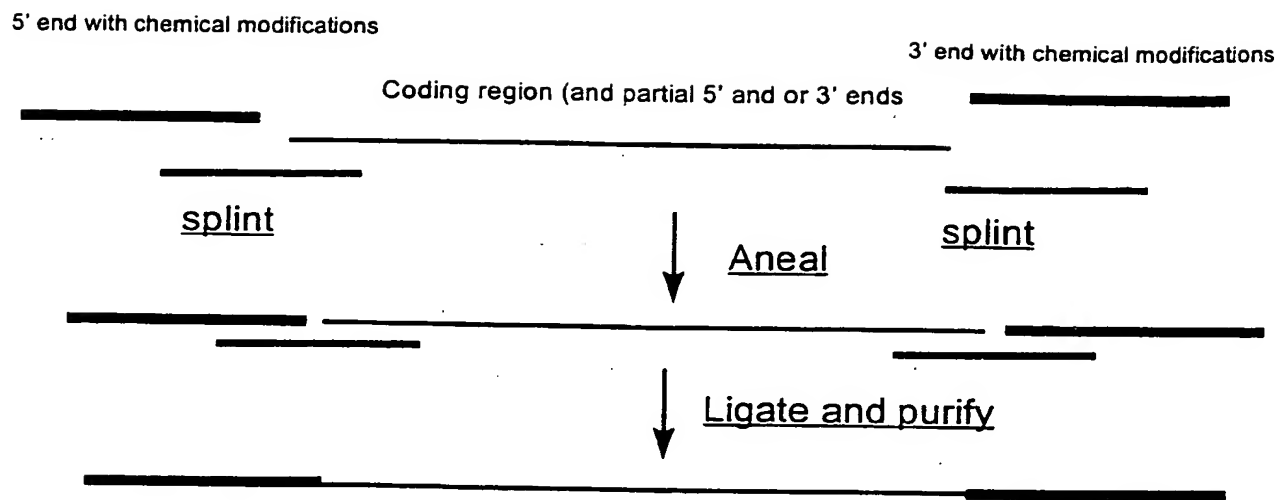 5' end with chemical modifications
3' end with chemical modifications
Coding region (and partial 5' and or 3' ends
splint
splint
Aneal
Ligate and purify